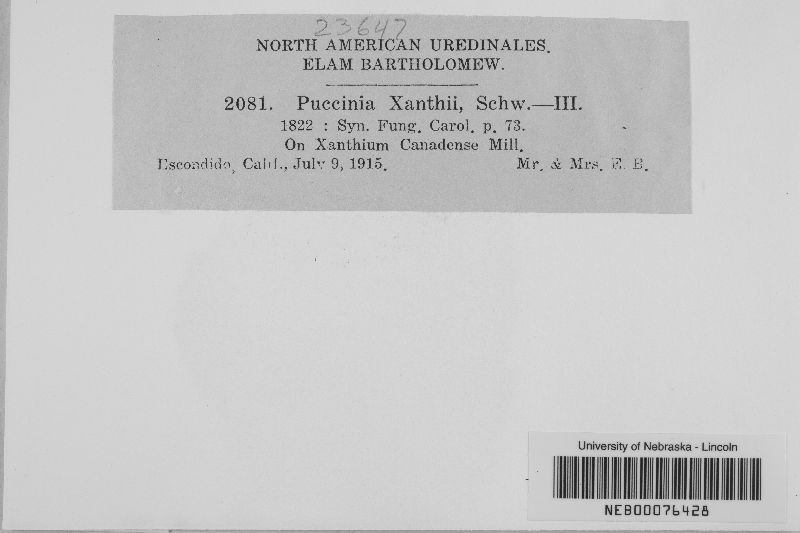 23647
NORTH AMERICAN UREDINALES.
ELAM BARTHOLOMEW.
2081. Puccinia Xanthii, Schw.—III.
1822 : Syn. Fung. Carol. p. 73.
On Xanthium Canadense Mill.
Escondido, Calif., July 9, 1915. Mr. & Mrs. E. B.
University of Nebraska - Lincoln
NEB00076428